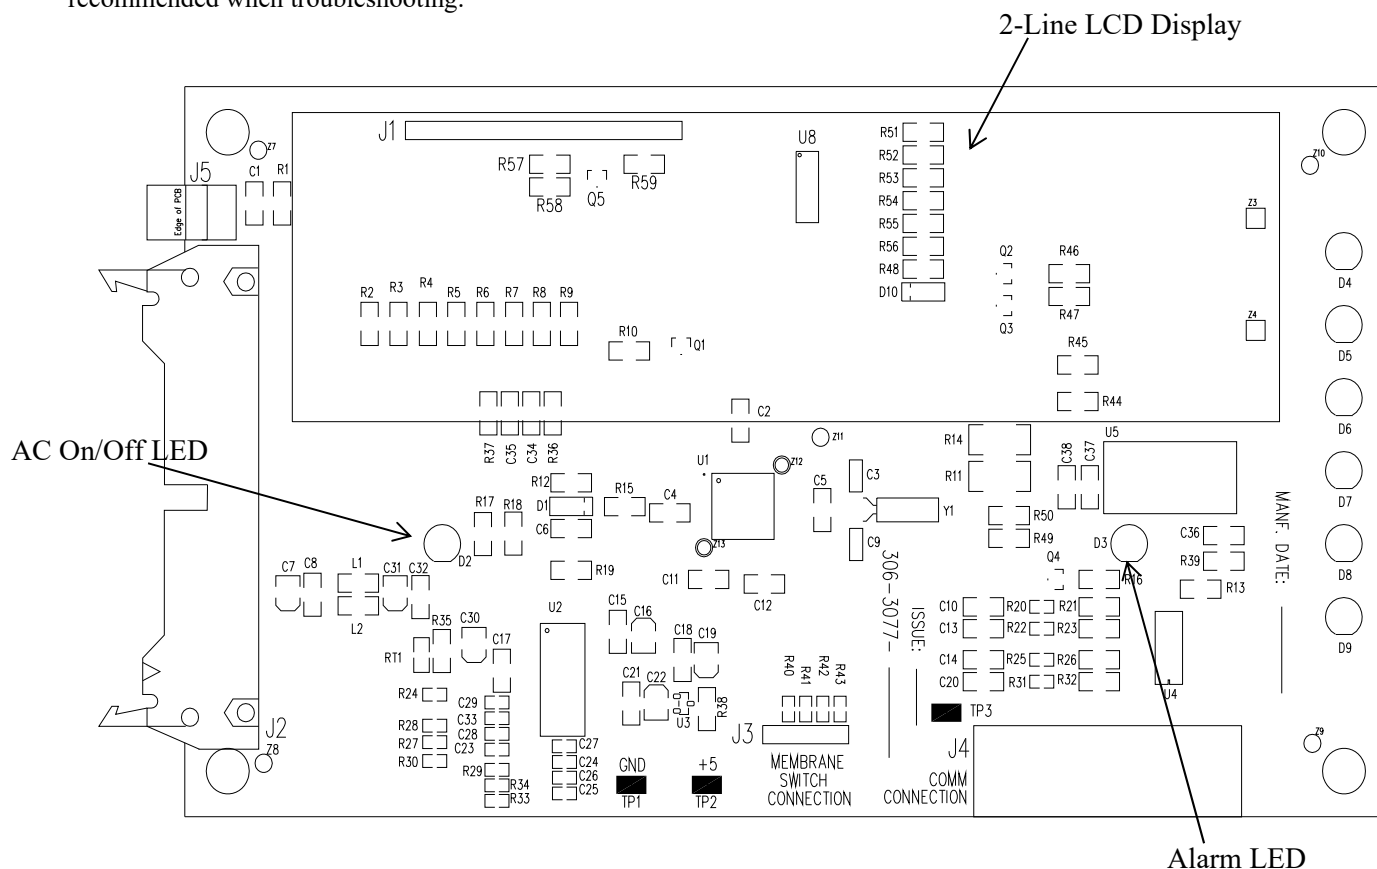 recommended when troubleshooting.
2-Line LCD Display
J1
U8
R51
R52
R53
R54
R55
R56
R48
D10
Z7
Z10
J5
C1
R1
R57
R58
Q5
R59
Edge of PCB
Z3
Q2
R46
R47
Q3
Z4
D4
D5
R2
R3
R4
R5
R6
R7
R8
R9
R10
Q1
R45
R44
C2
Z11
D6
AC On/Off LED
R37
C35
C34
R36
R14
R11
C38
C37
U5
U1
Z12
C3
C5
R12
D1
R15
C4
C6
Y1
R17
R18
D7
MANF. DATE:
R50
R49
D3
C36
R39
R13
D2
Z13
C9
Q4
R16
D8
R19
C11
C12
306-3077-
ISSUE:
C7
C8
L1
L2
C31
C32
R35
C30
C17
RT1
U2
C15
C16
C18
C19
C10
R20
R21
C13
R22
R23
C14
R25
R26
C20
R31
R32
U4
D9
R24
C29
C33
C28
C23
R28
R27
R30
R29
R34
R33
C27
C24
C26
C25
C21
C22
U3
R38
R40
R41
R42
R43
TP3
J2
Z8
J3
J4
Z9
GND
TP1
+5
TP2
MEMBRANE
SWITCH
CONNECTION
COMM
CONNECTION
Alarm LED